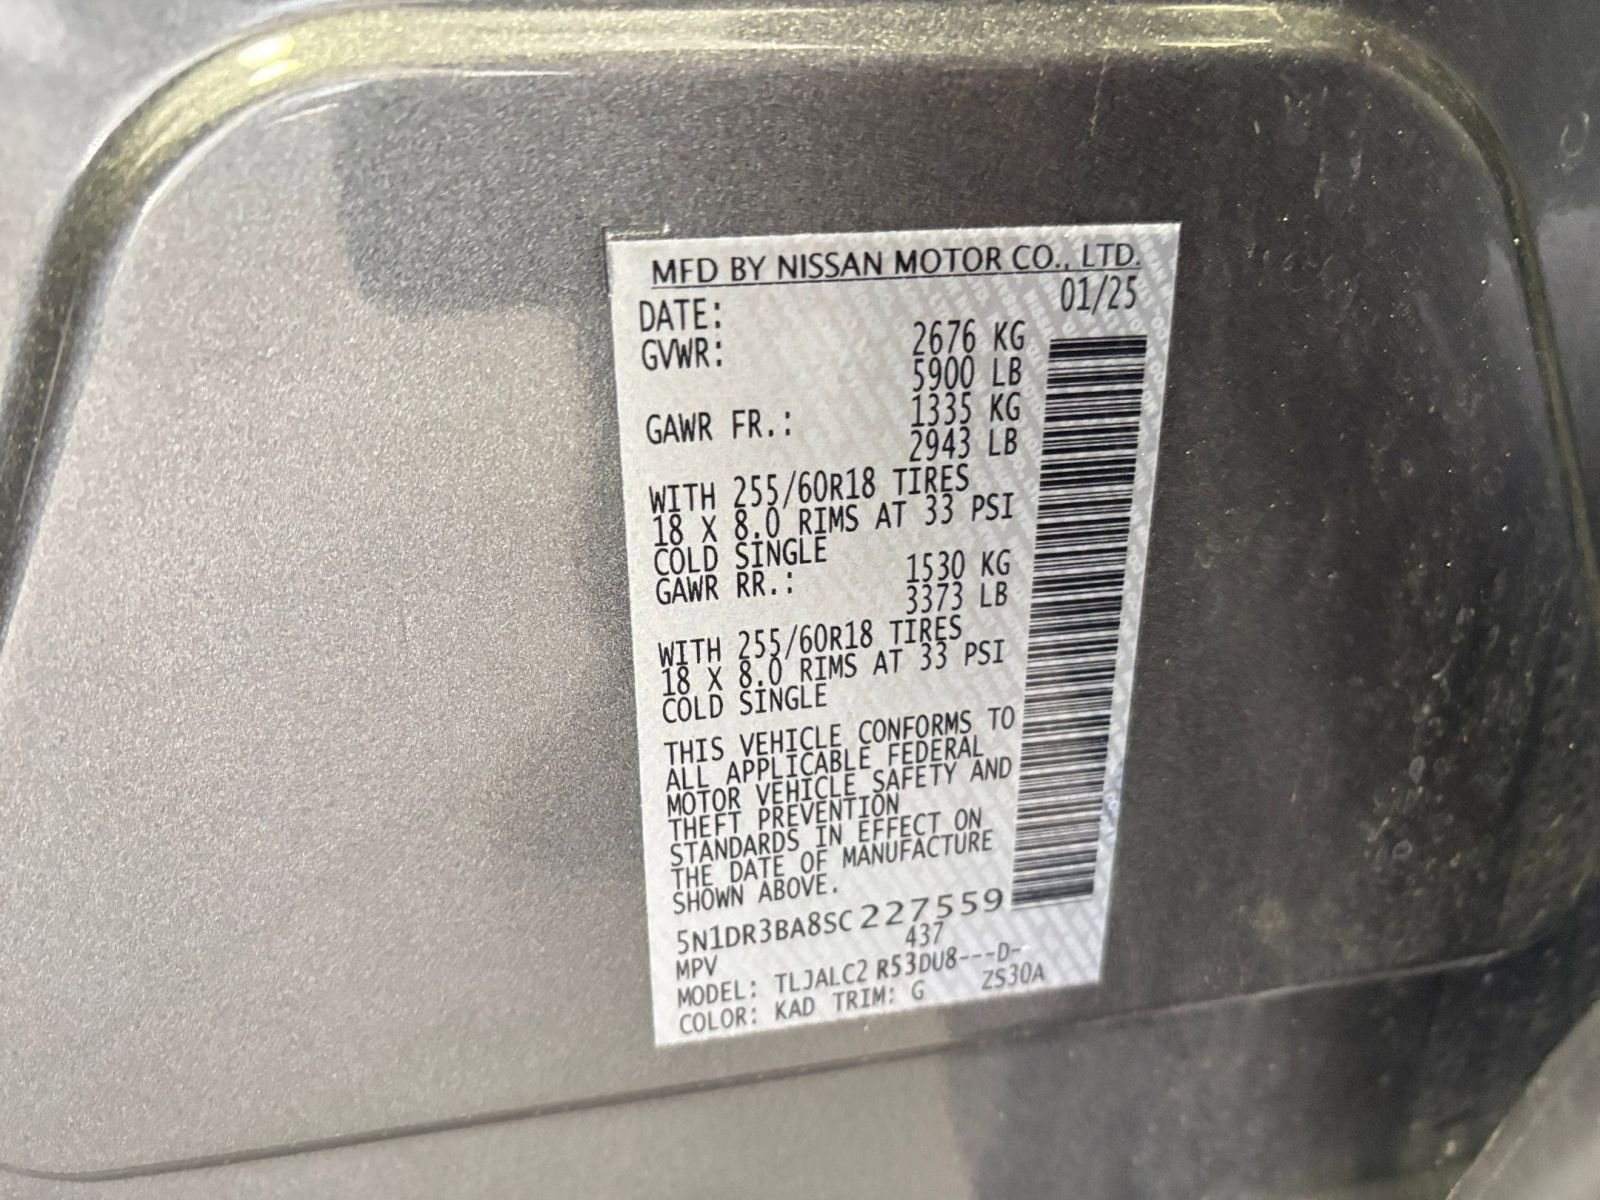 MFD BY NISSAN MOTOR CO., LTD.
DATE: 01/25
GVWR: 2676 KG
5900 LB
GAWR FR.: 1335 KG
2943 LB
WITH 255/60R18 TIRES
18 X 8.0 RIMS AT 33 PSI
COLD SINGLE
GAWR RR.: 1530 KG
3373 LB
WITH 255/60R18 TIRES
18 X 8.0 RIMS AT 33 PSI
COLD SINGLE
THIS VEHICLE CONFORMS TO
ALL APPLICABLE FEDERAL
MOTOR VEHICLE SAFETY AND
THEFT PREVENTION
STANDARDS IN EFFECT ON
THE DATE OF MANUFACTURE
SHOWN ABOVE.
5N1DR3BA8SC227559
MPV 437
MODEL: TLJALC2 R53DU8---D-
COLOR: KAD TRIM: G ZS30A